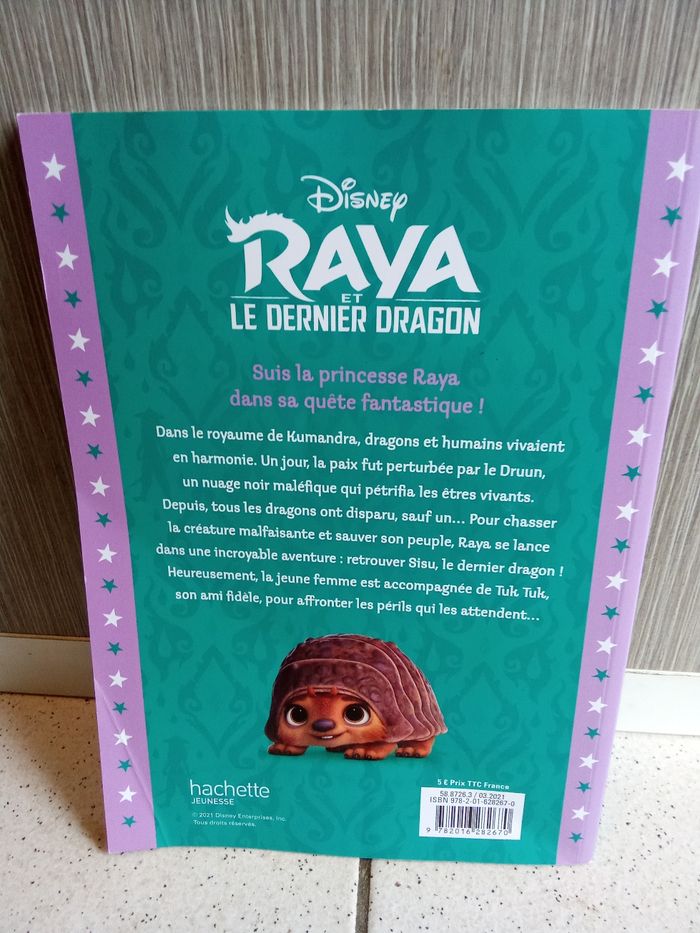 Disney
RAYA
ET
LE DERNIER DRAGON
Suis la princesse Raya
dans sa quête fantastique !
Dans le royaume de Kumandra, dragons et humains vivaient
en harmonie. Un jour, la paix fut perturbée par le Druun,
un nuage noir maléfique qui pétrifia les êtres vivants.
Depuis, tous les dragons ont disparu, sauf un... Pour chasser
la créature malfaisante et sauver son peuple, Raya se lance
dans une incroyable aventure : retrouver Sisu, le dernier dragon !
Heureusement, la jeune femme est accompagnée de Tuk Tuk,
son ami fidèle, pour affronter les périls qui les attendent...
hachette
JEUNESSE
© 2021 Disney Enterprises, Inc.
Tous droits réservés.
5 € Prix TTC France
58.8726.3 / 03.2021
ISBN 978-2-01-628267-0
9 782016 282670